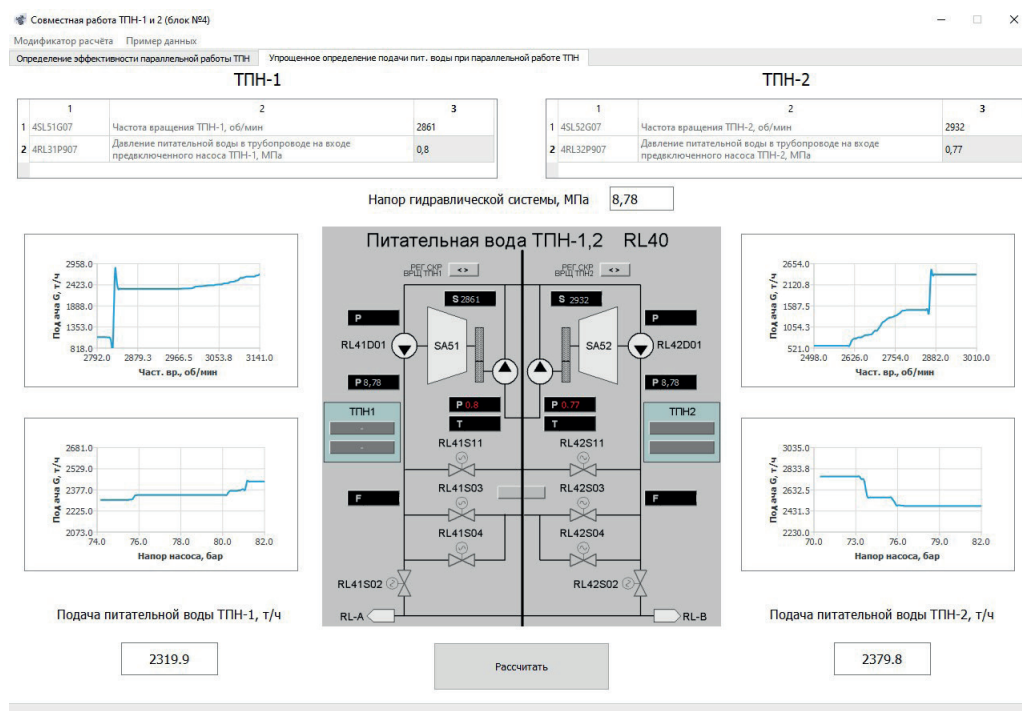 Совместная работа ТПН-1 и 2 (блок №4)
Модификатор расчёта Пример данных
Определение эффективности параллельной работы ТПН Упрощенное определение подачи пит. воды при параллельной работе ТПН
ТПН-1
1 2 3
1 4SL51G07 Частота вращения ТПН-1, об/мин 2861
2 4RL31P907 Давление питательной воды в трубопроводе на входе
предвключенного насоса ТПН-1, МПа 0,8
ТПН-2
1 2 3
1 4SL52G07 Частота вращения ТПН-2, об/мин 2932
2 4RL32P907 Давление питательной воды в трубопроводе на входе
предвключенного насоса ТПН-2, МПа 0,77
Напор гидравлической системы, МПа 8,78
Подача G, т/ч
2958.0
2423.0
1888.0
1353.0
818.0
2792.0 2879.3 2966.5 3053.8 3141.0
Част. вр., об/мин
Подача G, т/ч
2681.0
2529.0
2377.0
2225.0
2073.0
74.0 76.0 78.0 80.0 82.0
Напор насоса, бар
Питательная вода ТПН-1,2 RL40
РЕГ.СКР РЕГ.СКР
ВРЩ ТПН1 <> ВРЩ ТПН2 <>
S 2861 S 2932
P P
RL41D01 SA51 SA52 RL42D01
P 8,78 P 8,78
P 0.8 P 0.77
ТПН1 T T ТПН2
- 
-
RL41S11 RL42S11
RL41S03 RL42S03
F F
RL41S04 RL42S04
RL41S02 RL42S02
RL-A RL-B
Подача G, т/ч
2654.0
2120.8
1587.5
1054.3
521.0
2498.0 2626.0 2754.0 2882.0 3010.0
Част. вр., об/мин
Подача G, т/ч
3035.0
2833.8
2632.5
2431.3
2230.0
70.0 73.0 76.0 79.0 82.0
Напор насоса, бар
Подача питательной воды ТПН-1, т/ч
2319.9
Рассчитать
Подача питательной воды ТПН-2, т/ч
2379.8